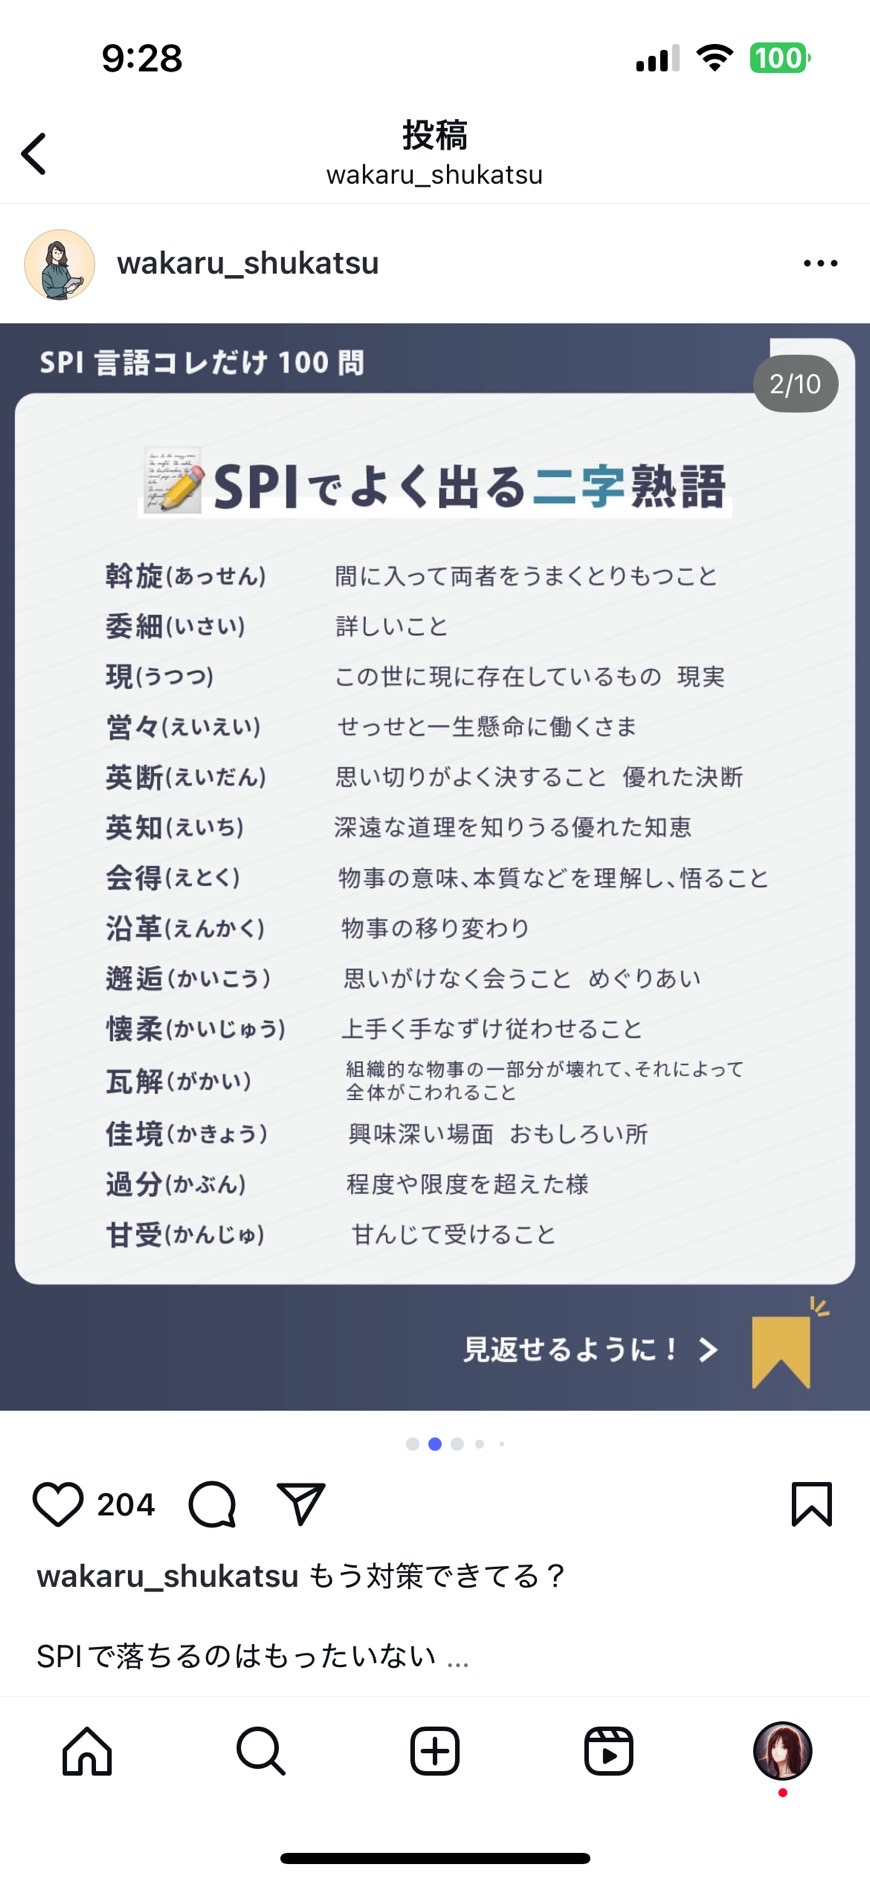 9:28
100
投稿
wakaru_shukatsu
wakaru_shukatsu
SPI 言語コレだけ 100 問
2/10
SPIでよく出る二字熟語
斡旋(あっせん) 間に入って両者をうまくとりもつこと
委細(いさい) 詳しいこと
現(うつつ) この世に現に存在しているもの 現実
営々(えいえい) せっせと一生懸命に働くさま
英断(えいだん) 思い切りがよく決すること 優れた決断
英知(えいち) 深遠な道理を知りうる優れた知恵
会得(えとく) 物事の意味、本質などを理解し、悟ること
沿革(えんかく) 物事の移り変わり
邂逅(かいこう) 思いがけなく会うこと めぐりあい
懐柔(かいじゅう) 上手く手なずけ従わせること
瓦解(がかい) 組織的な物事の一部分が壊れて、それによって
全体がこわれること
佳境(かきょう) 興味深い場面 おもしろい所
過分(かぶん) 程度や限度を超えた様
甘受(かんじゅ) 甘んじて受けること
見返せるように！
204
wakaru_shukatsu もう対策できてる？
SPIで落ちるのはもったいない ...